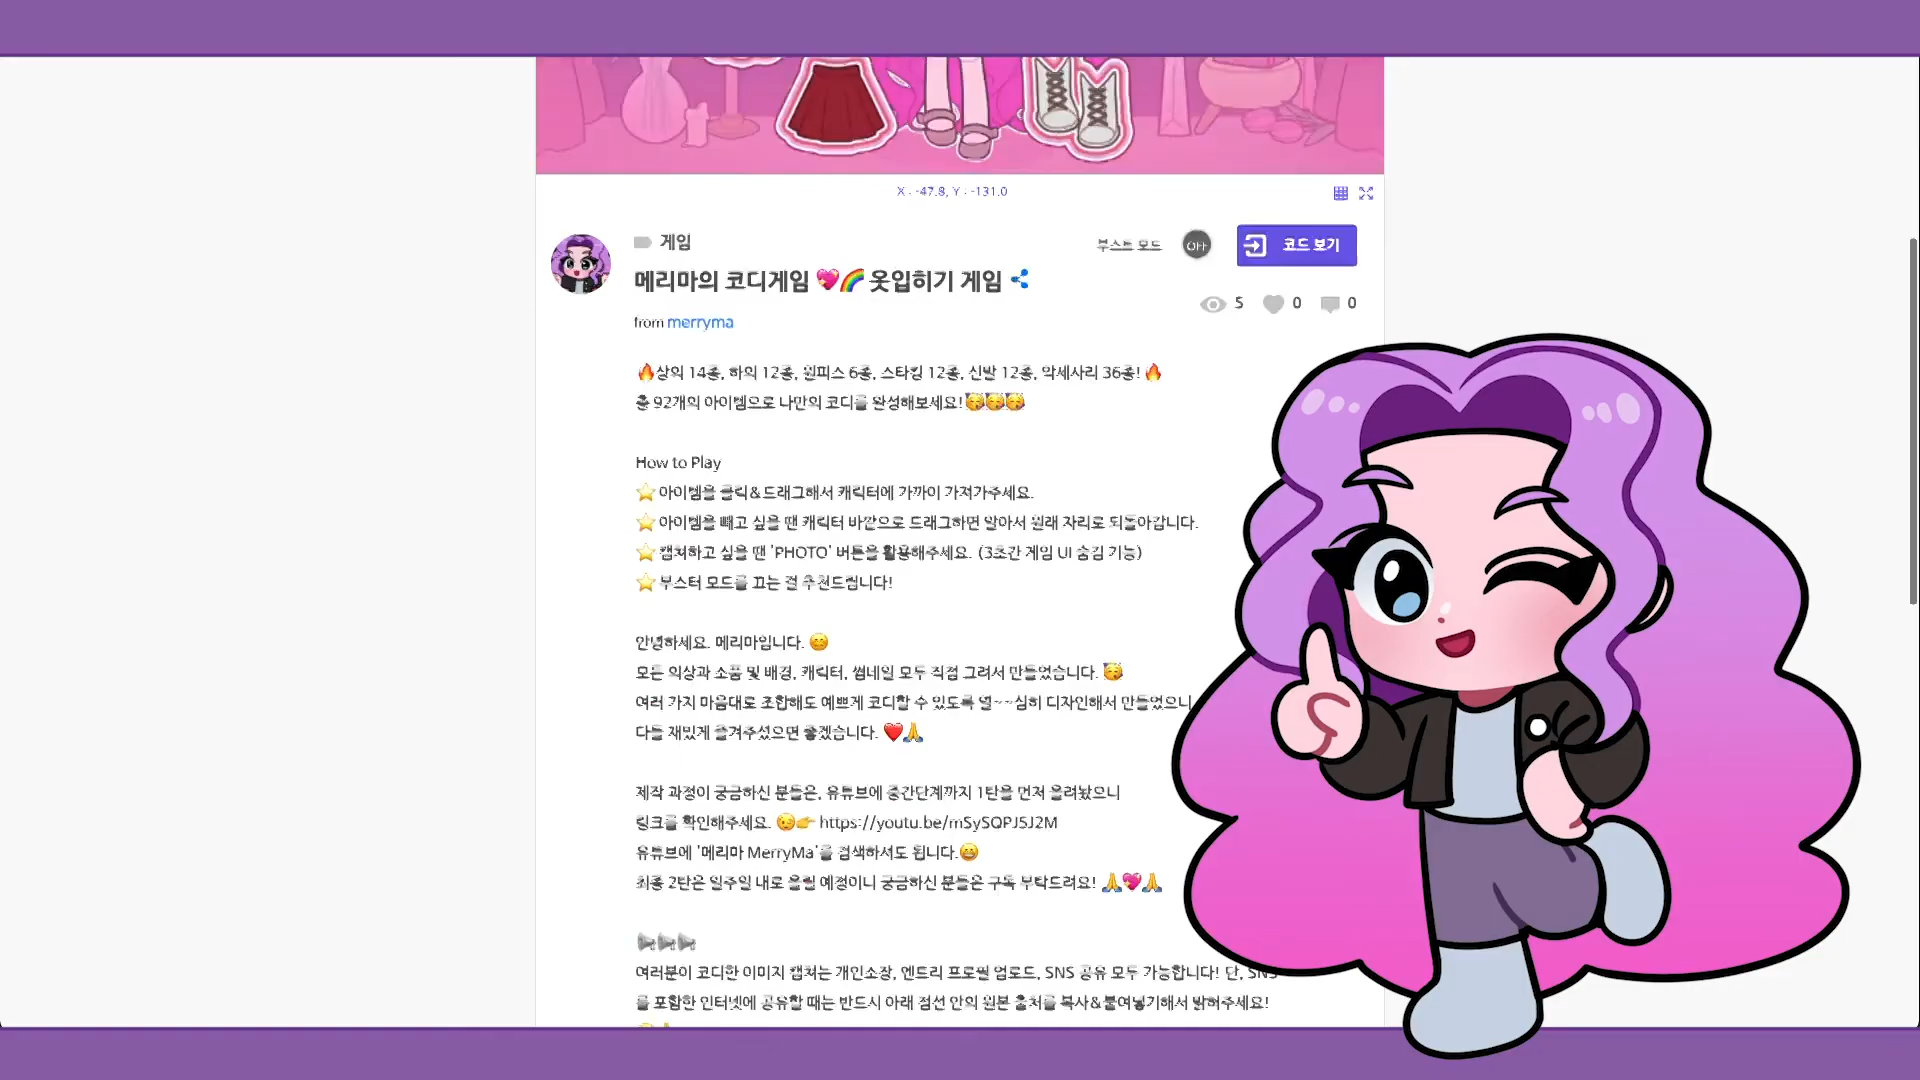 X : -47.8, Y : -131.0
게임
부스트 모드
OFF
코드 보기
메리마의 코디게임 💖🌈 옷입히기 게임
5
0
0
from merryma
🔥상의 14종, 하의 12종, 원피스 6종, 스타킹 12종, 신발 12종, 악세사리 36종! 🔥
총 92개의 아이템으로 나만의 코디를 완성해보세요!🥳🥳🥳
How to Play
⭐ 아이템을 클릭&드래그해서 캐릭터에 가까이 가져가주세요.
⭐ 아이템을 빼고 싶을 땐 캐릭터 바깥으로 드래그하면 알아서 원래 자리로 되돌아갑니다.
⭐ 캡쳐하고 싶을 땐 'PHOTO' 버튼을 활용해주세요. (3초간 게임 UI 숨김 기능)
⭐ 부스터 모드를 끄는 걸 추천드립니다!
안녕하세요. 메리마입니다. 😊
모든 의상과 소품 및 배경, 캐릭터, 썸네일 모두 직접 그려서 만들었습니다. 🥳
여러 가지 마음대로 조합해도 예쁘게 코디할 수 있도록 열~~심히 디자인해서 만들었으니
다들 재밌게 즐겨주셨으면 좋겠습니다. ❤️🙏
제작 과정이 궁금하신 분들은, 유튜브에 중간단계까지 1탄을 먼저 올려놨으니
링크를 확인해주세요. 😉👉 https://youtu.be/mSySQPJ5J2M
유튜브에 '메리마 MerryMa'를 검색하셔도 됩니다.😁
최종 2탄은 일주일 내로 올릴 예정이니 궁금하신 분들은 구독 부탁드려요! 🙏💖🙏
📢📢📢
여러분이 코디한 이미지 캡쳐는 개인소장, 엔트리 프로필 업로드, SNS 공유 모두 가능합니다! 단, SNS
를 포함한 인터넷에 공유할 때는 반드시 아래 점선 안의 원본 출처를 복사&붙여넣기해서 밝혀주세요!